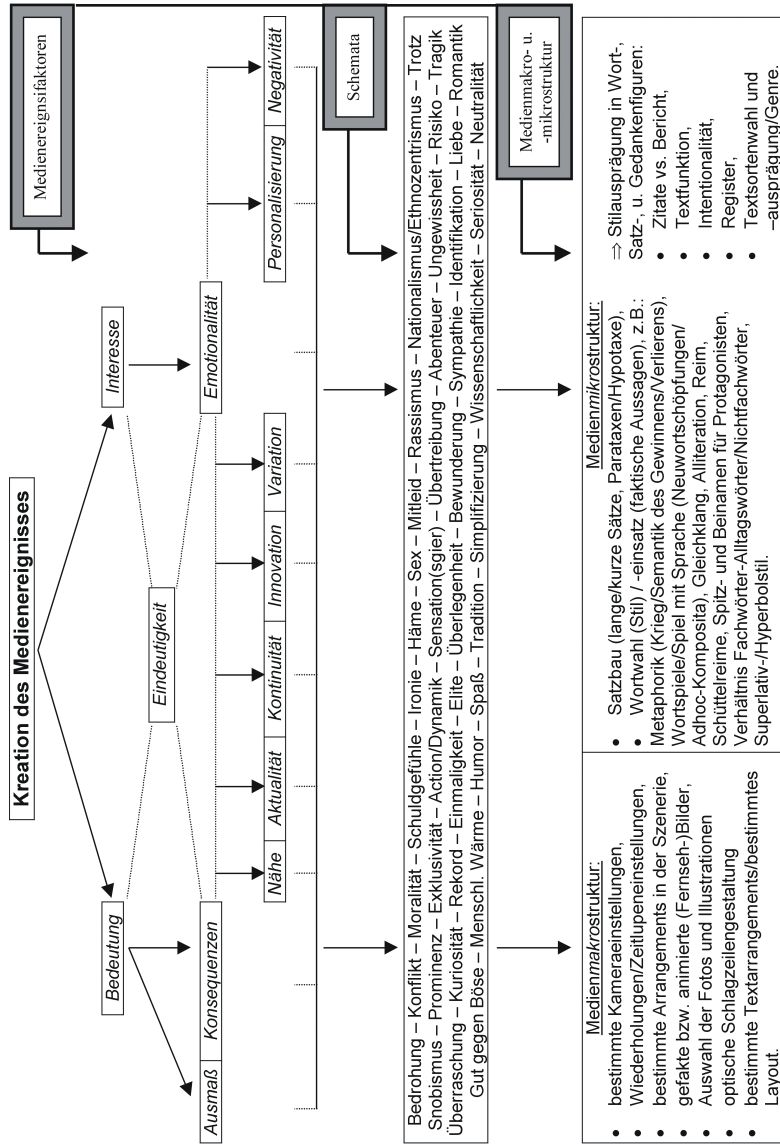 Kreation des Medienereignisses
Medienereignisfaktoren
Bedeutung
Interesse
Eindeutigkeit
Ausmaß
Konsequenzen
Emotionalität
Nähe
Aktualität
Kontinuität
Innovation
Variation
Personalisierung
Negativität
Schemata
Bedrohung – Konflikt – Moralität – Schuldgefühle – Ironie – Häme – Sex – Mitleid – Rassismus – Nationalismus/Ethnozentrismus – Trotz
Snobismus – Prominenz – Exklusivität – Action/Dynamik – Sensation(sgier) – Übertreibung – Abenteuer – Ungewissheit – Risiko – Tragik
Überraschung – Kuriosität – Rekord – Einmaligkeit – Elite – Überlegenheit – Bewunderung – Sympathie – Identifikation – Liebe – Romantik
Gut gegen Böse – Menschl. Wärme – Humor – Spaß – Tradition – Simplifizierung – Wissenschaftlichkeit – Seriosität – Neutralität
Medienmakro- u.
-mikrostruktur
Medienmakrostruktur:
• bestimmte Kameraeinstellungen,
• Wiederholungen/Zeitlupeneinstellungen,
• bestimmte Arrangements in der Szenerie,
• gefakte bzw. animierte (Fernseh-)Bilder,
• Auswahl der Fotos und Illustrationen
• optische Schlagzeilengestaltung
• bestimmte Textarrangements/bestimmtes
Layout.
Medienmikrostruktur:
• Satzbau (lange/kurze Sätze, Parataxen/Hypotaxe),
• Wortwahl (Stil) / -einsatz (faktische Aussagen), z.B.:
Metaphorik (Krieg/Semantik des Gewinnens/Verlierens),
Wortspiele/Spiel mit Sprache (Neuwortschöpfungen/
Adhoc-Komposita), Gleichklang, Alliteration, Reim,
Schüttelreime, Spitz- und Beinamen für Protagonisten,
Verhältnis Fachwörter-Alltagswörter/Nichtfachwörter,
Superlativ-/Hyperbolstil.
⇒ Stilausprägung in Wort-,
Satz-, u. Gedankenfiguren:
• Zitate vs. Bericht,
• Textfunktion,
• Intentionalität,
• Register,
• Textsortenwahl und
–ausprägung/Genre.